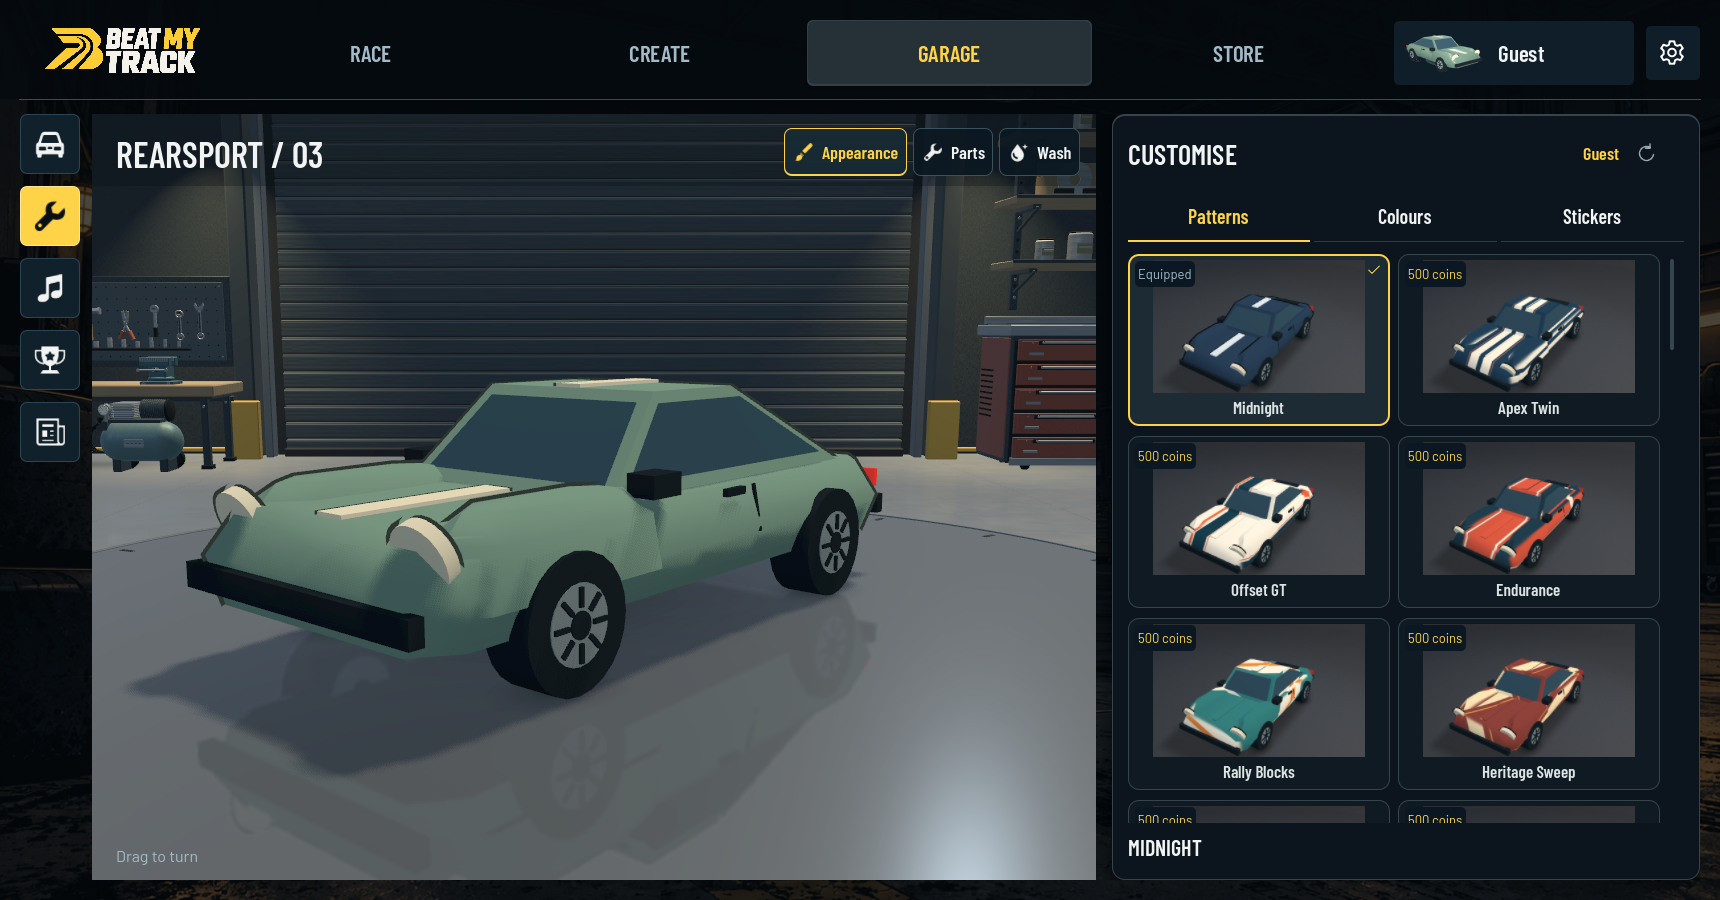 BEAT MY
TRACK
RACE
CREATE
GARAGE
STORE
Guest
REARSPORT / 03
Appearance
Parts
Wash
CUSTOMISE
Guest
Patterns
Colours
Stickers
Equipped
500 coins
Midnight
Apex Twin
500 coins
500 coins
Offset GT
Endurance
500 coins
500 coins
Rally Blocks
Heritage Sweep
500 coins
500 coins
MIDNIGHT
Drag to turn